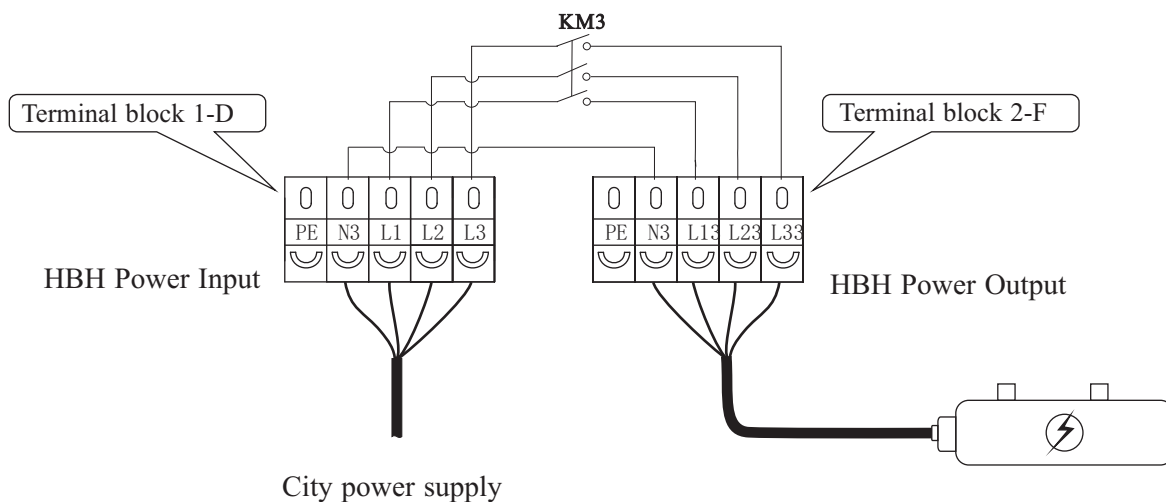 KM3
Terminal block 1-D
Terminal block 2-F
PE N3 L1 L2 L3
PE N3 L13 L23 L33
HBH Power Input
HBH Power Output
City power supply